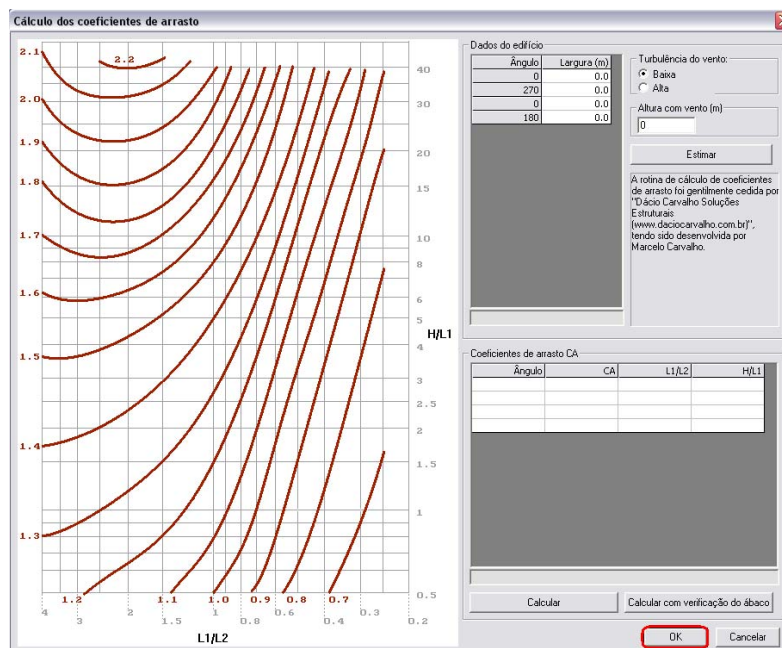 Cálculo dos coeficientes de arrasto
2.1
2.2
2.0
1.9
1.8
1.7
1.6
1.5
1.4
1.3
1.2
1.1
1.0
0.9
0.8
0.7
40
30
20
15
10
8
6
5
4
3
2.5
2
1.5
1
0.5
H/L1
4
3
2
1.5
1
0.8
0.6
0.5
0.4
0.3
0.2
L1/L2
Dados do edifício
Ângulo Largura (m)
0 0.0
270 0.0
0 0.0
180 0.0
Turbulência do vento:
Baixa
Alta
Altura com vento (m)
0
Estimar
A rotina de cálculo de coeficientes
de arrasto foi gentilmente cedida por
"Dácio Carvalho Soluções
Estruturais
(www.daciocarvalho.com.br)",
tendo sido desenvolvida por
Marcelo Carvalho.
Coeficientes de arrasto CA
Ângulo CA L1/L2 H/L1
Calcular
Calcular com verificação do ábaco
OK
Cancelar